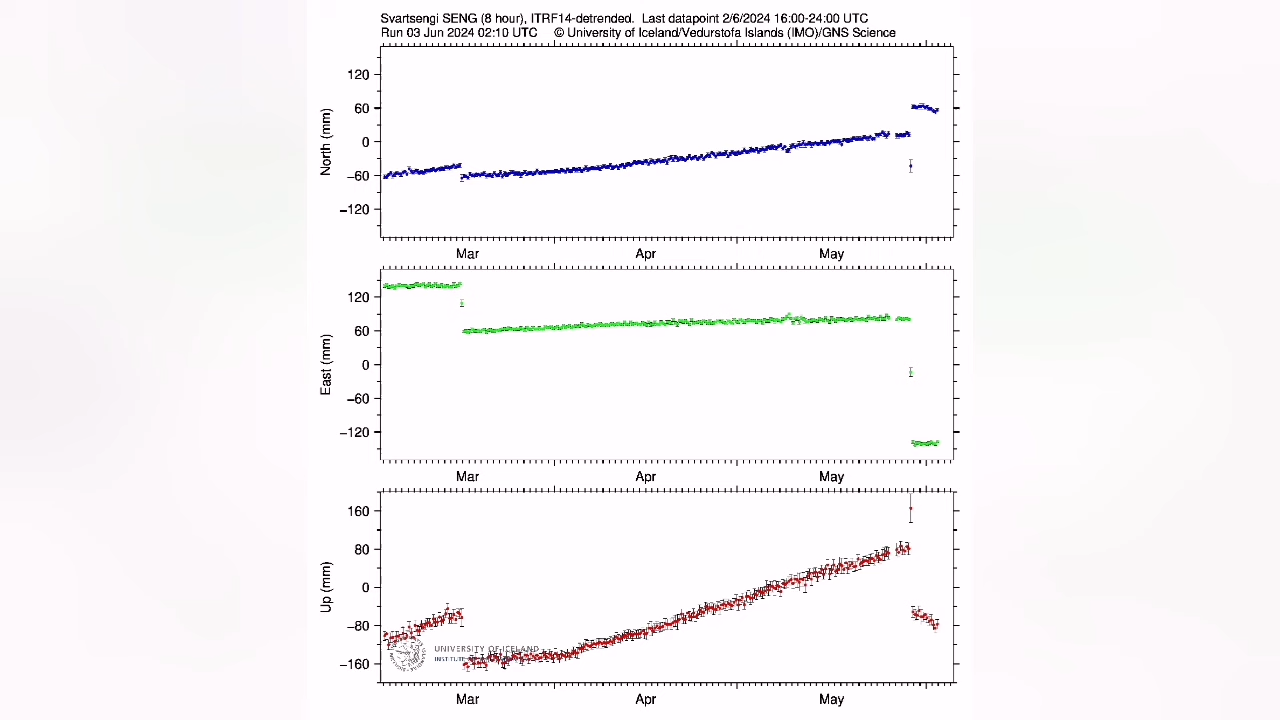 Svartsengi SENG (8 hour), ITRF14-detrended. Last datapoint 2/6/2024 16:00-24:00 UTC
Run 03 Jun 2024 02:10 UTC © University of Iceland/Vedurstofa Islands (IMO)/GNS Science
120
60
0
−60
−120
North (mm)
Mar Apr May
120
60
0
−60
−120
East (mm)
Mar Apr May
160
80
0
−80
−160
Up (mm)
UNIVERSITY OF ICELAND
Mar Apr May